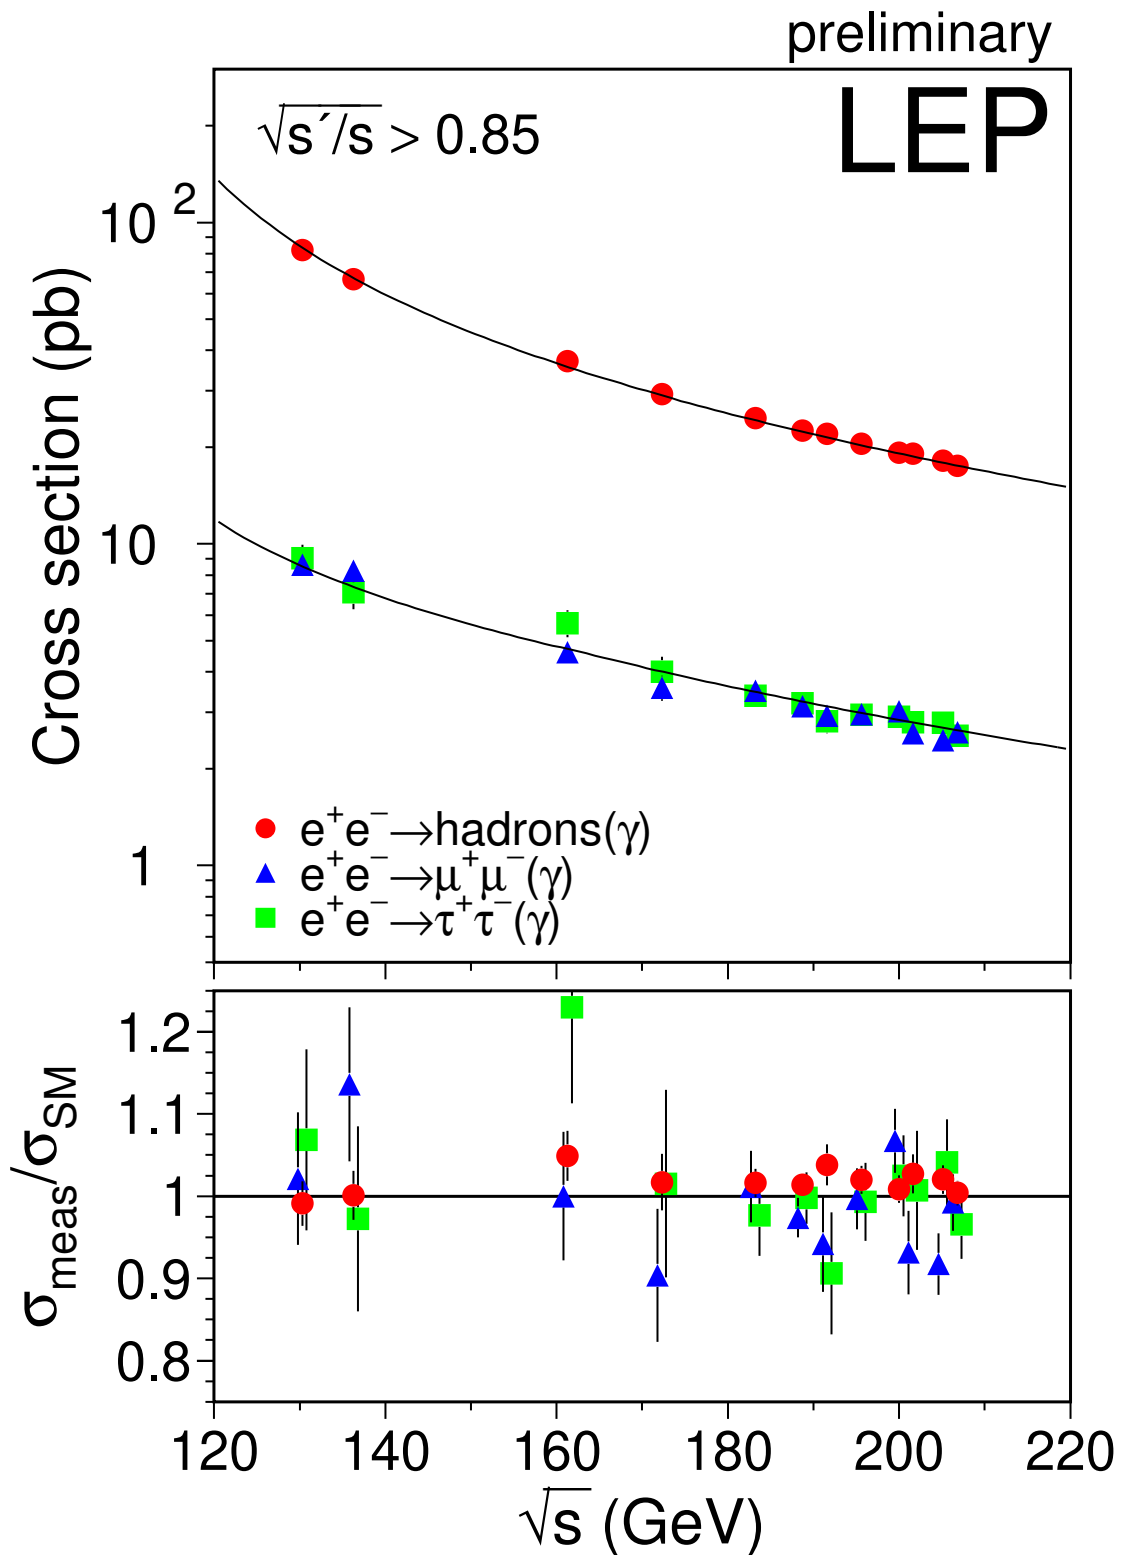 preliminary
√s´/s > 0.85
LEP
Cross section (pb)
10²
10
1
e⁺e⁻→hadrons(γ)
e⁺e⁻→μ⁺μ⁻(γ)
e⁺e⁻→τ⁺τ⁻(γ)
σmeas/σSM
1.2
1.1
1
0.9
0.8
120 140 160 180 200 220
√s (GeV)